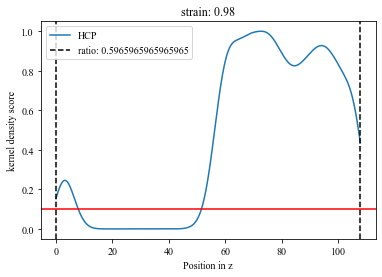 strain: 0.98
HCP
ratio: 0.5965965965965965
kernel density score
1.0
0.8
0.6
0.4
0.2
0.0
0 20 40 60 80 100
Position in z